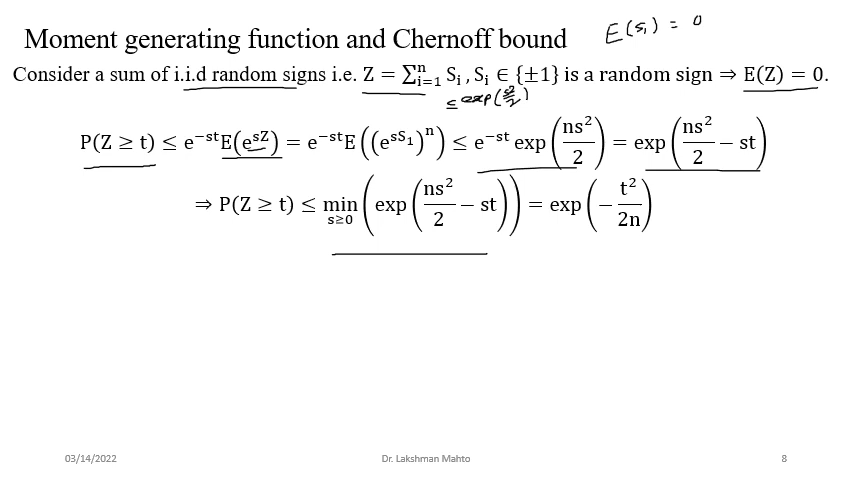 Moment generating function and Chernoff bound
E(S₁) = 0
Consider a sum of i.i.d random signs i.e. Z = ∑ⁿᵢ₌₁ Sᵢ , Sᵢ ∈ {±1} is a random sign ⇒ E(Z) = 0.
≤ exp(s²/2)
P(Z ≥ t) ≤ e^(−st)E(e^(sZ)) = e^(−st)E((e^(sS₁))^n) ≤ e^(−st) exp(ns²/2) = exp(ns²/2 − st)
⇒ P(Z ≥ t) ≤ min_(s≥0) (exp(ns²/2 − st)) = exp(− t²/2n)
03/14/2022 Dr. Lakshman Mahto 8